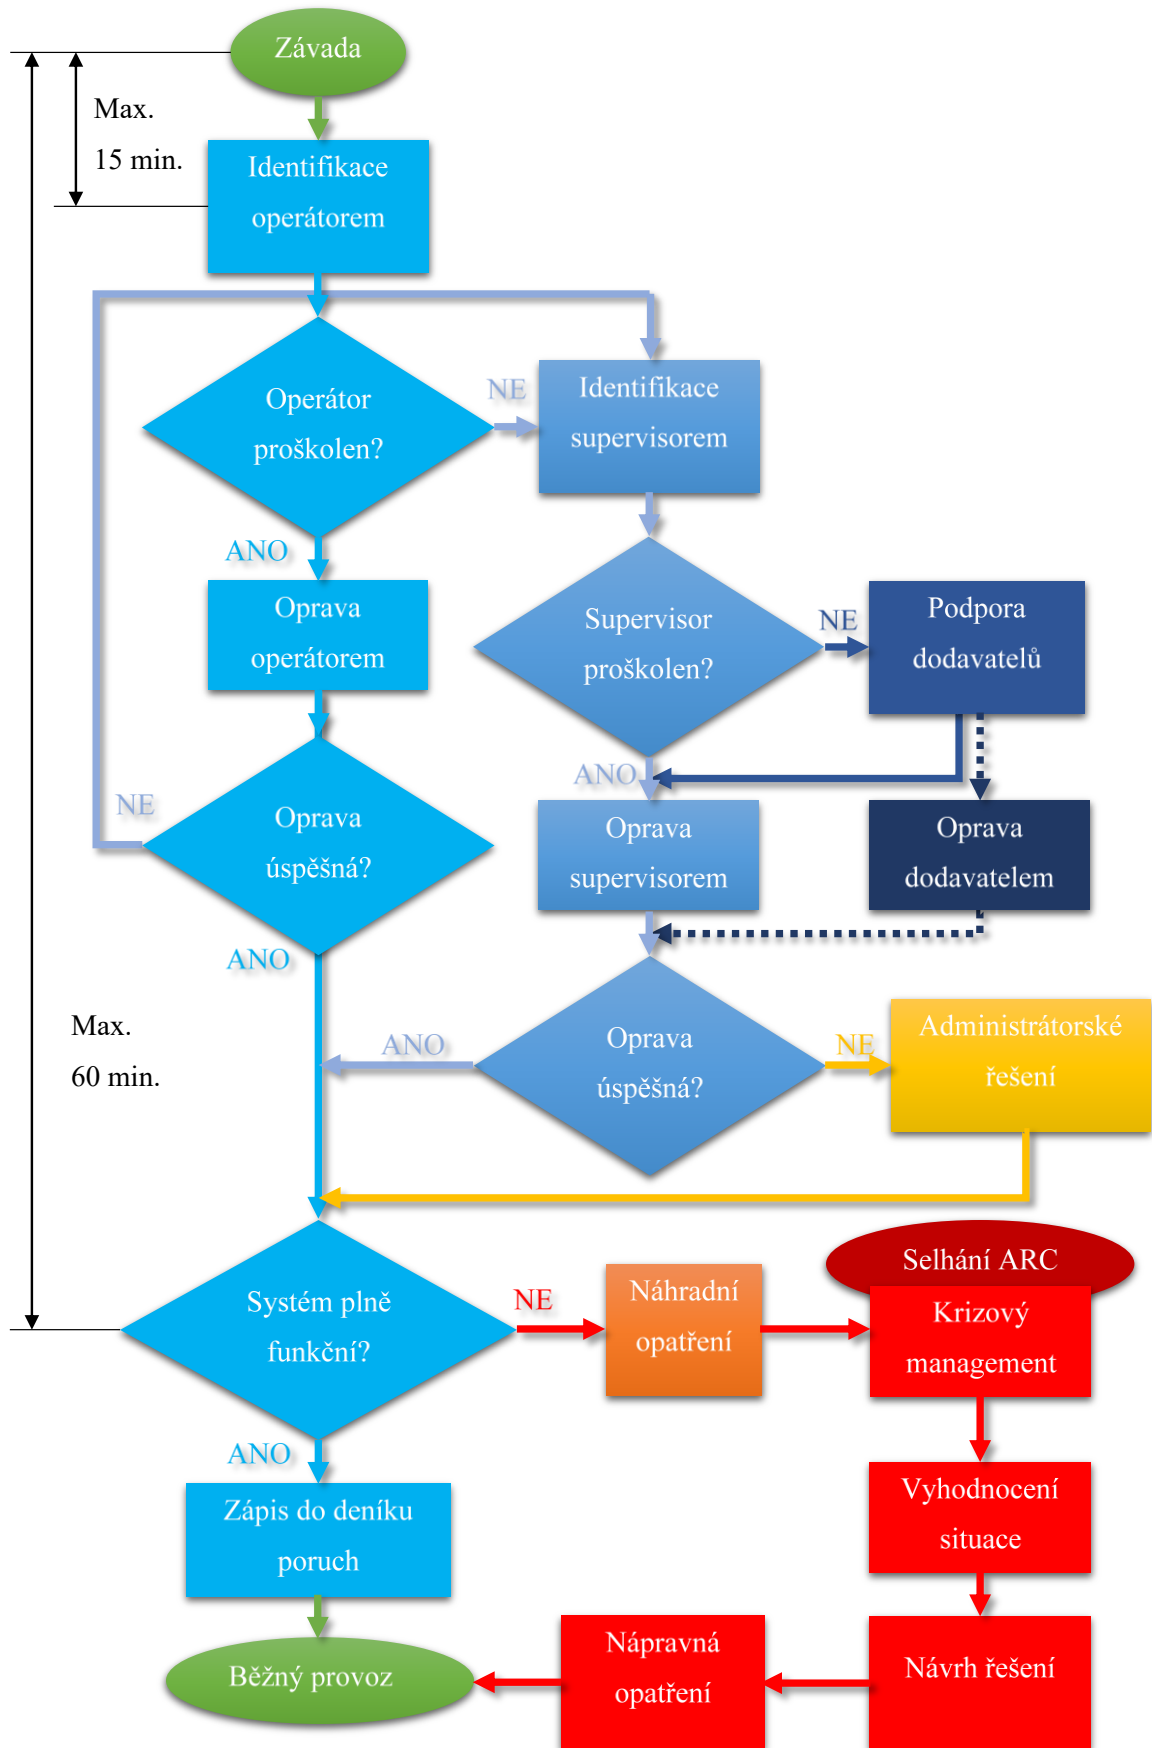 Závada
Max.
15 min.
Identifikace
operátorem
Operátor
proškolen?
NE
Identifikace
supervisorem
ANO
Oprava
operátorem
Supervisor
proškolen?
NE
Podpora
dodavatelů
NE
Oprava
úspěšná?
ANO
Oprava
supervisorem
Oprava
dodavatelem
ANO
Max.
60 min.
ANO
Oprava
úspěšná?
NE
Administrátorské
řešení
Systém plně
funkční?
NE
Náhradní
opatření
Selhání ARC
Krizový
management
ANO
Zápis do deníku
poruch
Vyhodnocení
situace
Běžný provoz
Nápravná
opatření
Návrh řešení